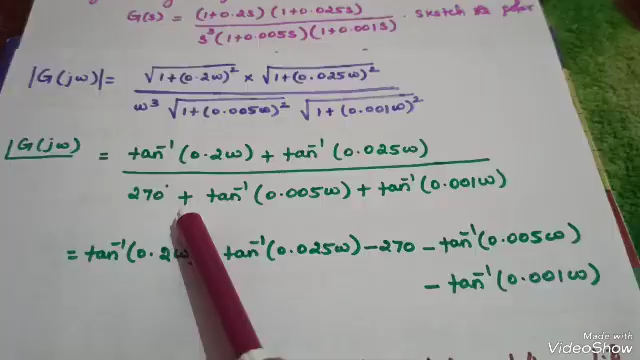 G(s) = (1+0.2s) (1+0.025s) / s³(1+0.005s)(1+0.001s) . sketch polar
|G(jω)| = √1+(0.2ω)² × √1+(0.025ω)² / ω³ √1+(0.005ω)² √1+(0.001ω)²
∠G(jω) = tan⁻¹(0.2ω) + tan⁻¹(0.025ω) / 270° + tan⁻¹(0.005ω) + tan⁻¹(0.001ω)
= tan⁻¹(0.2ω tan⁻¹(0.025ω) – 270 – tan⁻¹(0.005ω)
– tan⁻¹(0.001ω)
Made with
VideoShow